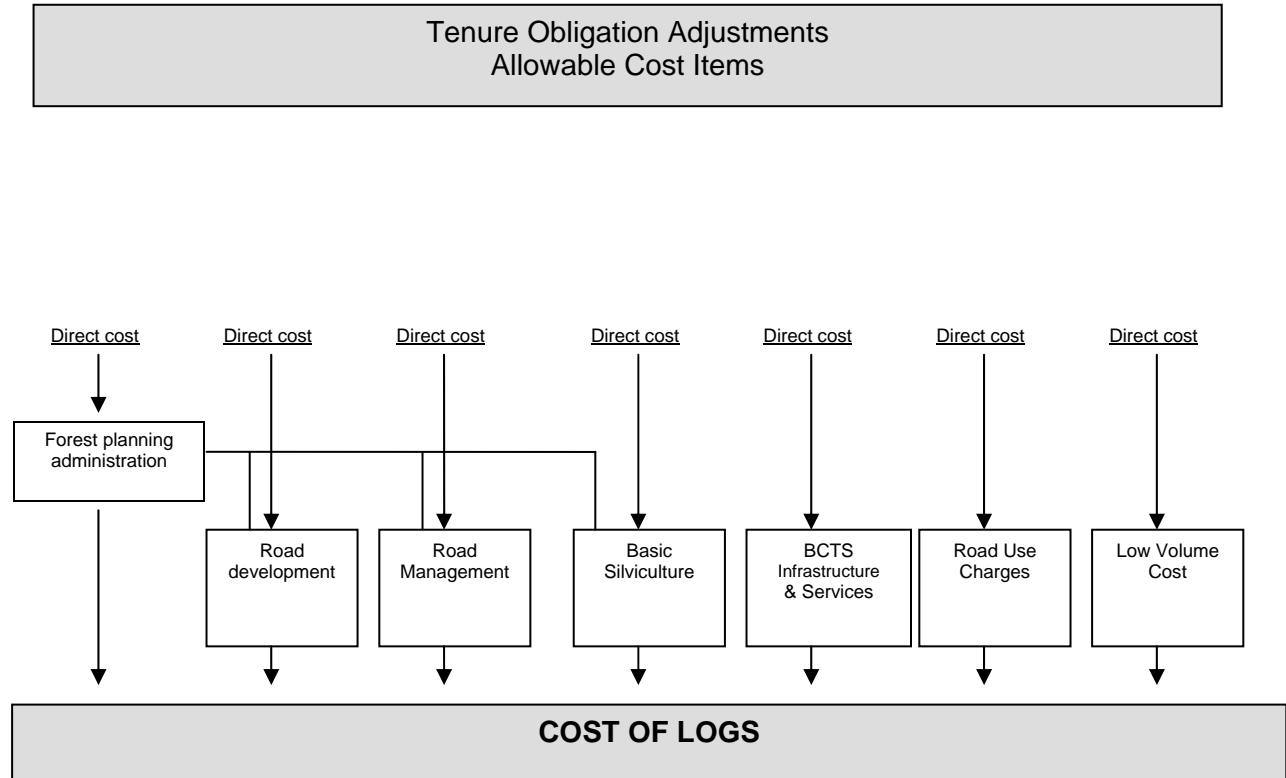 Tenure Obligation Adjustments
Allowable Cost Items
Direct cost
Direct cost
Direct cost
Direct cost
Direct cost
Direct cost
Direct cost
Forest planning
administration
Road
development
Road
Management
Basic
Silviculture
BCTS
Infrastructure
& Services
Road Use
Charges
Low Volume
Cost
COST OF LOGS